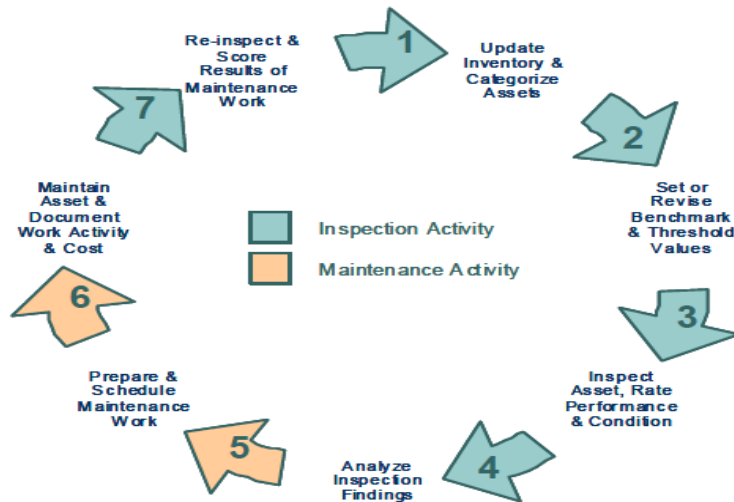 1
Update
Inventory &
Categorize
Assets
2
Set or
Revise
Benchmark
& Threshold
Values
3
Inspect
Asset, Rate
Performance
& Condition
4
Analyze
Inspection
Findings
5
Prepare &
Schedule
Maintenance
Work
6
Maintain
Asset &
Document
Work Activity
& Cost
7
Re-inspect &
Score
Results of
Maintenance
Work
Inspection Activity
Maintenance Activity